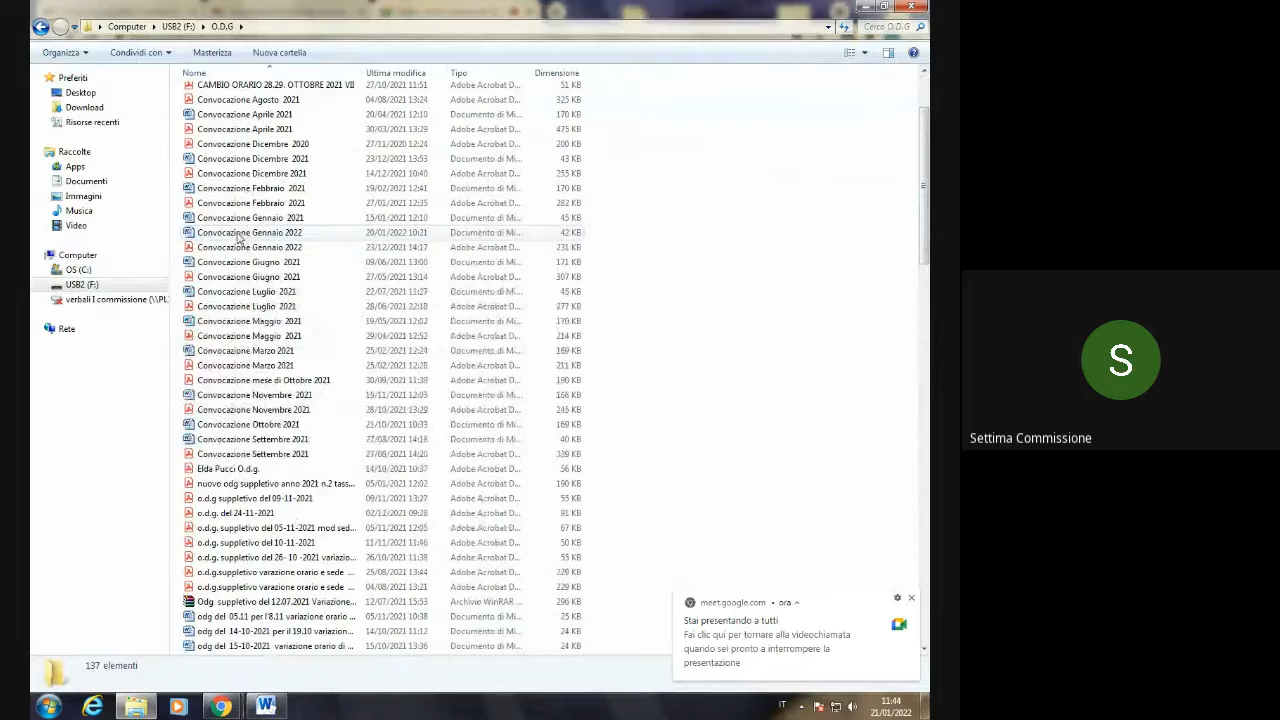 Computer USB2 (F:) O.D.G Cerca O.D.G
Organizza Condividi con Masterizza Nuova cartella
Nome Ultima modifica Tipo Dimensione
Preferiti
Desktop
Download
Risorse recenti
Raccolte
Apps
Documenti
Immagini
Musica
Video
Computer
OS (C:)
USB2 (F:)
verbali I commissione (\\PL
Rete
CAMBIO ORARIO 28.29. OTTOBRE 2021 VII 27/10/2021 11:51 Adobe Acrobat D... 51 KB
Convocazione Agosto 2021 04/08/2021 13:24 Adobe Acrobat D... 325 KB
Convocazione Aprile 2021 20/04/2021 12:10 Documento di Mi... 170 KB
Convocazione Aprile 2021 30/03/2021 13:29 Adobe Acrobat D... 475 KB
Convocazione Dicembre 2020 27/11/2020 12:24 Adobe Acrobat D... 200 KB
Convocazione Dicembre 2021 23/12/2021 13:53 Documento di Mi... 43 KB
Convocazione Dicembre 2021 14/12/2021 10:40 Adobe Acrobat D... 255 KB
Convocazione Febbraio 2021 19/02/2021 12:41 Documento di Mi... 170 KB
Convocazione Febbraio 2021 27/01/2021 12:35 Adobe Acrobat D... 282 KB
Convocazione Gennaio 2021 15/01/2021 12:10 Documento di Mi... 45 KB
Convocazione Gennaio 2022 20/01/2022 10:21 Documento di Mi... 42 KB
Convocazione Gennaio 2022 23/12/2021 14:17 Adobe Acrobat D... 231 KB
Convocazione Giugno 2021 09/06/2021 13:00 Documento di Mi... 171 KB
Convocazione Giugno 2021 27/05/2021 13:14 Adobe Acrobat D... 307 KB
Convocazione Luglio 2021 22/07/2021 11:27 Documento di Mi... 45 KB
Convocazione Luglio 2021 28/06/2021 22:18 Adobe Acrobat D... 277 KB
Convocazione Maggio 2021 19/05/2021 12:02 Documento di Mi... 170 KB
Convocazione Maggio 2021 29/04/2021 12:52 Adobe Acrobat D... 214 KB
Convocazione Marzo 2021 25/02/2021 12:24 Documento di Mi... 169 KB
Convocazione Marzo 2021 25/02/2021 12:28 Adobe Acrobat D... 211 KB
Convocazione mese di Ottobre 2021 30/09/2021 11:39 Adobe Acrobat D... 190 KB
Convocazione Novembre 2021 15/11/2021 12:03 Documento di Mi... 168 KB
Convocazione Novembre 2021 28/10/2021 13:29 Adobe Acrobat D... 245 KB
Convocazione Ottobre 2021 21/10/2021 10:33 Documento di Mi... 169 KB
Convocazione Settembre 2021 27/08/2021 14:18 Documento di Mi... 40 KB
Convocazione Settembre 2021 27/08/2021 14:20 Adobe Acrobat D... 339 KB
Elda Pucci O.d.g. 14/10/2021 10:37 Adobe Acrobat D... 56 KB
nuovo odg suppletivo anno 2021 n.2 tass... 05/01/2021 12:02 Adobe Acrobat D... 190 KB
o.d.g suppletivo del 09-11-2021 09/11/2021 13:27 Adobe Acrobat D... 55 KB
o.d.g. del 24-11-2021 02/12/2021 09:28 Adobe Acrobat D... 91 KB
o.d.g. suppletivo del 05-11-2021 mod sed... 05/11/2021 12:05 Adobe Acrobat D... 67 KB
o.d.g. suppletivo del 10-11-2021 11/11/2021 11:46 Adobe Acrobat D... 50 KB
o.d.g. suppletivo del 26- 10 -2021 variazio... 26/10/2021 11:38 Adobe Acrobat D... 55 KB
o.d.g.suppletivo varazione orario e sede ... 25/08/2021 13:44 Adobe Acrobat D... 229 KB
o.d.g.suppletivo varazione orario e sede ... 04/08/2021 13:21 Adobe Acrobat D... 229 KB
Odg suppletivo del 12.07.2021 Variazione... 12/07/2021 15:53 Archivio WinRAR ... 296 KB
odg del 05.11 per l'8.11 variazione orario ... 05/11/2021 10:38 Documento di Mi... 25 KB
odg del 14-10-2021 per il 19.10 variazion... 14/10/2021 11:12 Documento di Mi... 24 KB
odg del 15-10-2021 variazione orario di ... 15/10/2021 13:36 Documento di Mi... 24 KB
137 elementi
meet.google.com • ora
Stai presentando a tutti
Fai clic qui per tornare alla videochiamata
quando sei pronto a interrompere la
presentazione
IT
11:44
21/01/2022
S
Settima Commissione